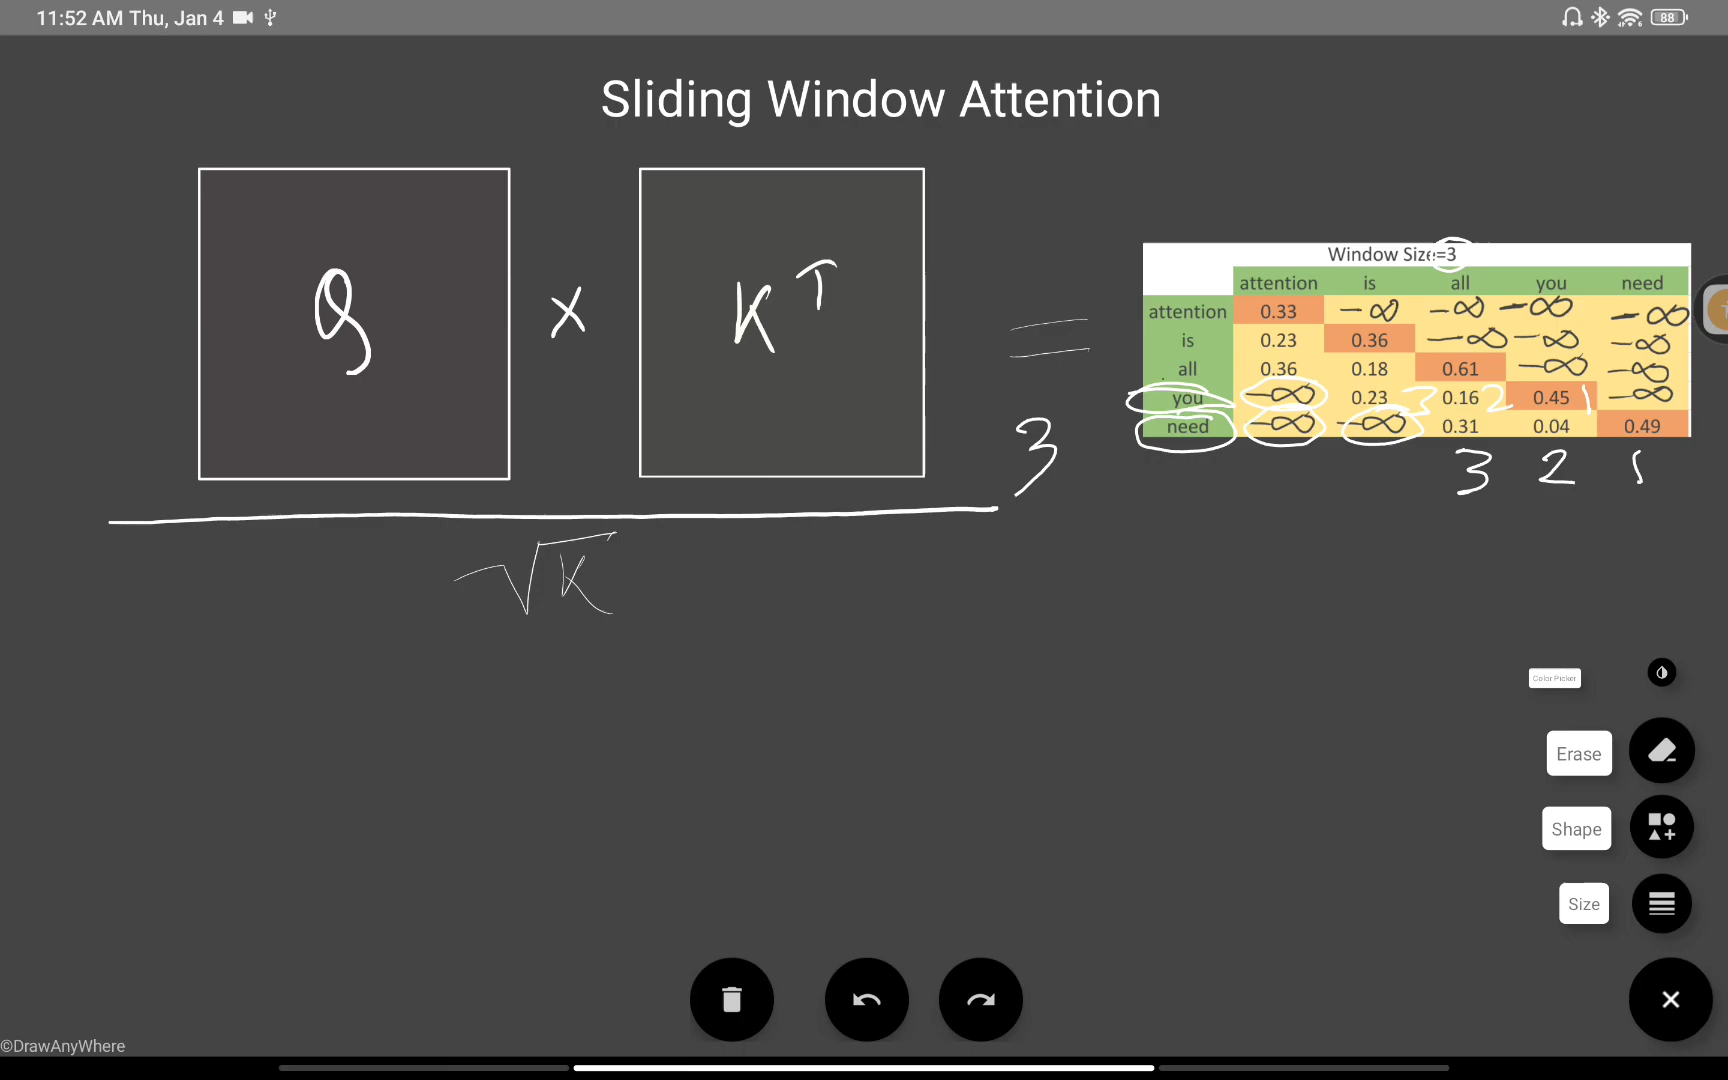 11:52 AM Thu, Jan 4
88
Sliding Window Attention
Q x K^T =
3
√K
Window Size=3
attention is all you need
attention 0.33 -∞ -∞ -∞ -∞
is 0.23 0.36 -∞ -∞ -∞
all 0.36 0.18 0.61 -∞ -∞
you -∞ 0.23 3 0.16 2 0.45 1 -∞
need -∞ -∞ 0.31 0.04 0.49
3 2 1
Color Picker
Erase
Shape
Size
©DrawAnyWhere